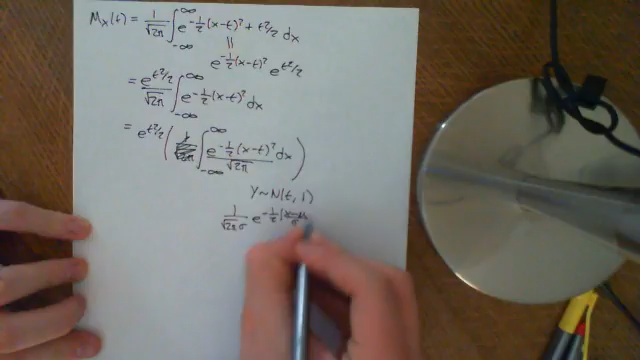 M_X(t) = 1/√2π ∫_{-∞}^{∞} e^{-1/2(x-t)² + t²/2} dx
||
e^{-1/2(x-t)²} e^{t²/2}
= e^{t²/2}/√2π ∫_{-∞}^{∞} e^{-1/2(x-t)²} dx
= e^{t²/2} ( ∫_{-∞}^{∞} e^{-1/2(x-t)²}/√2π dx )
Y ~ N(t, 1)
1/√2π σ e^{-1/2(x-μ/σ